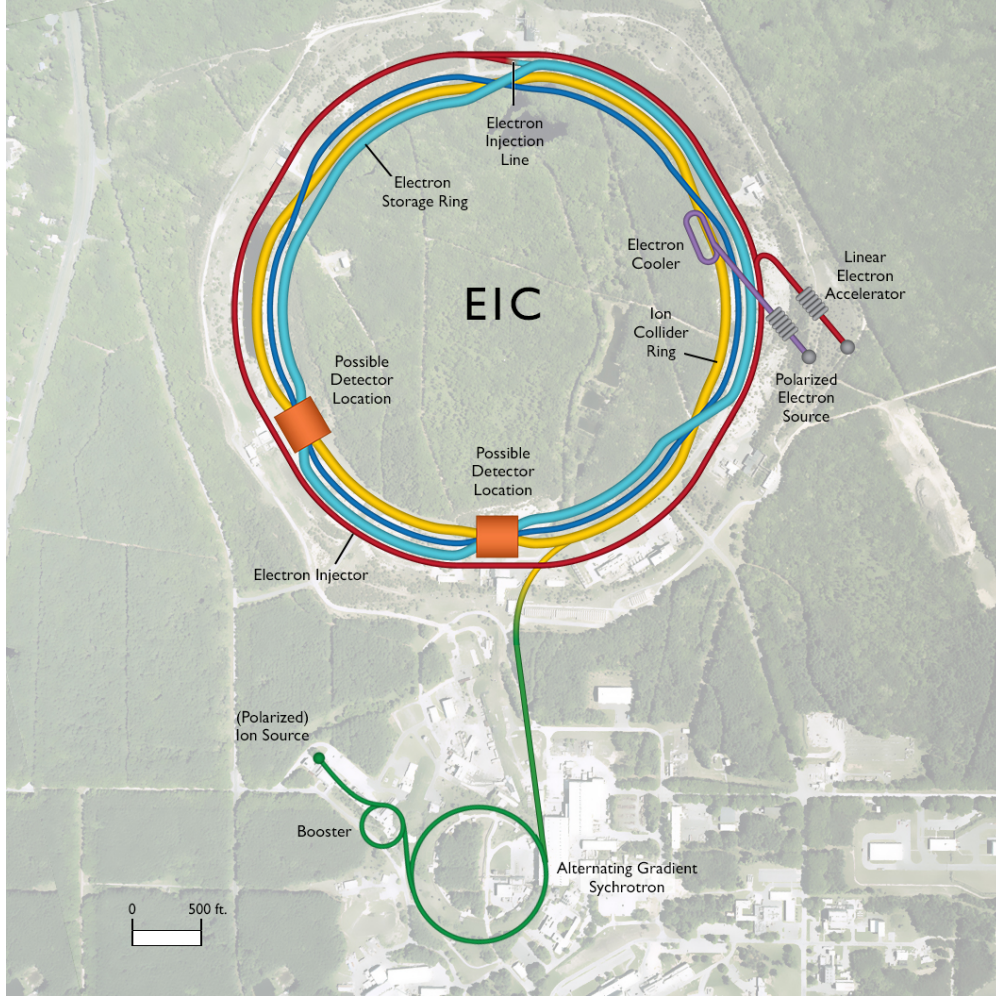 Electron
Injection
Line
Electron
Storage Ring
Electron
Cooler
Linear
Electron
Accelerator
EIC
Ion
Collider
Ring
Possible
Detector
Location
Polarized
Electron
Source
Possible
Detector
Location
Electron Injector
(Polarized)
Ion Source
Booster
Alternating Gradient
Sychrotron
0 500 ft.